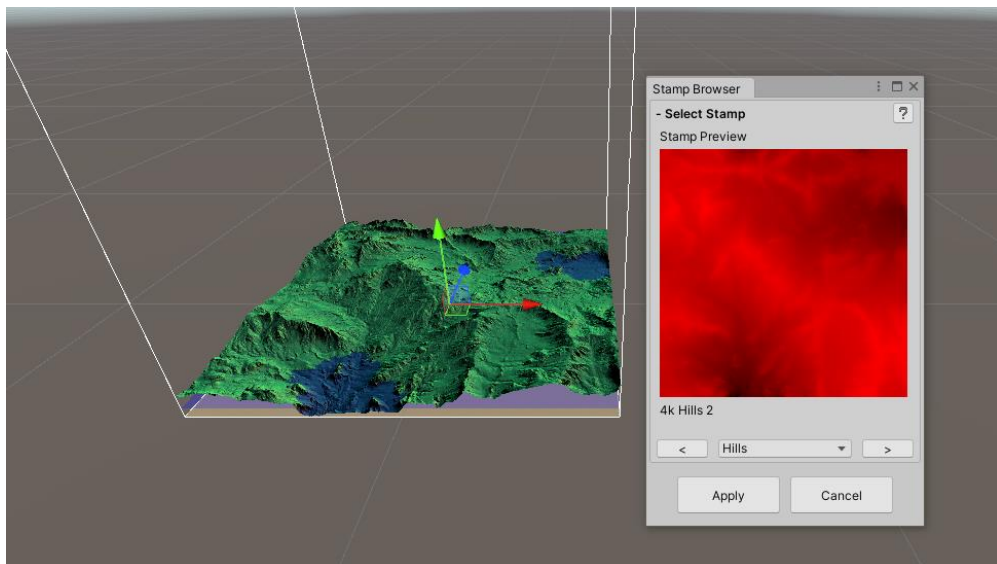 Stamp Browser
- Select Stamp
?
Stamp Preview
4k Hills 2
< Hills >
Apply Cancel